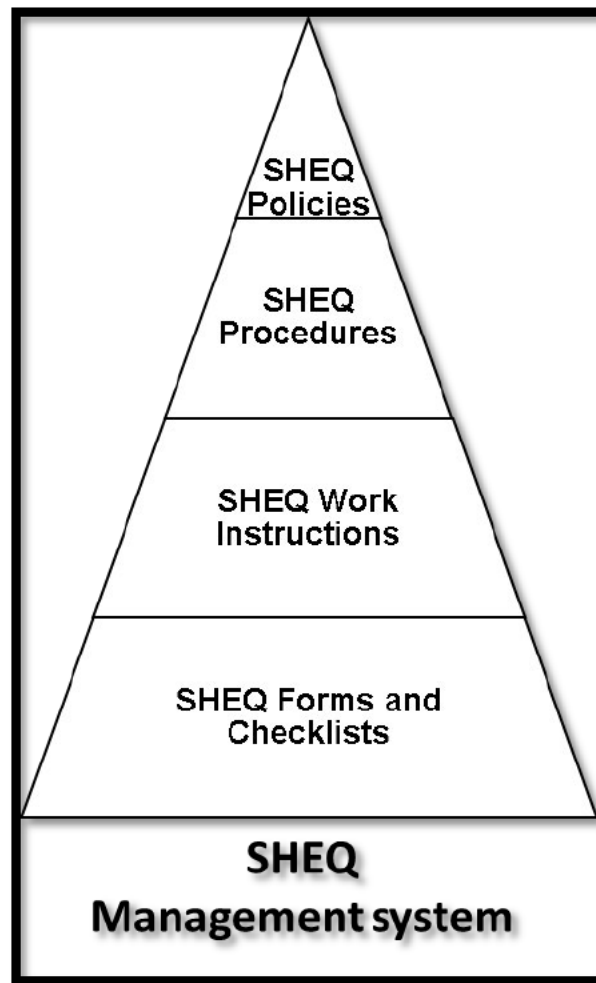 SHEQ
Policies
SHEQ
Procedures
SHEQ Work
Instructions
SHEQ Forms and
Checklists
SHEQ
Management system